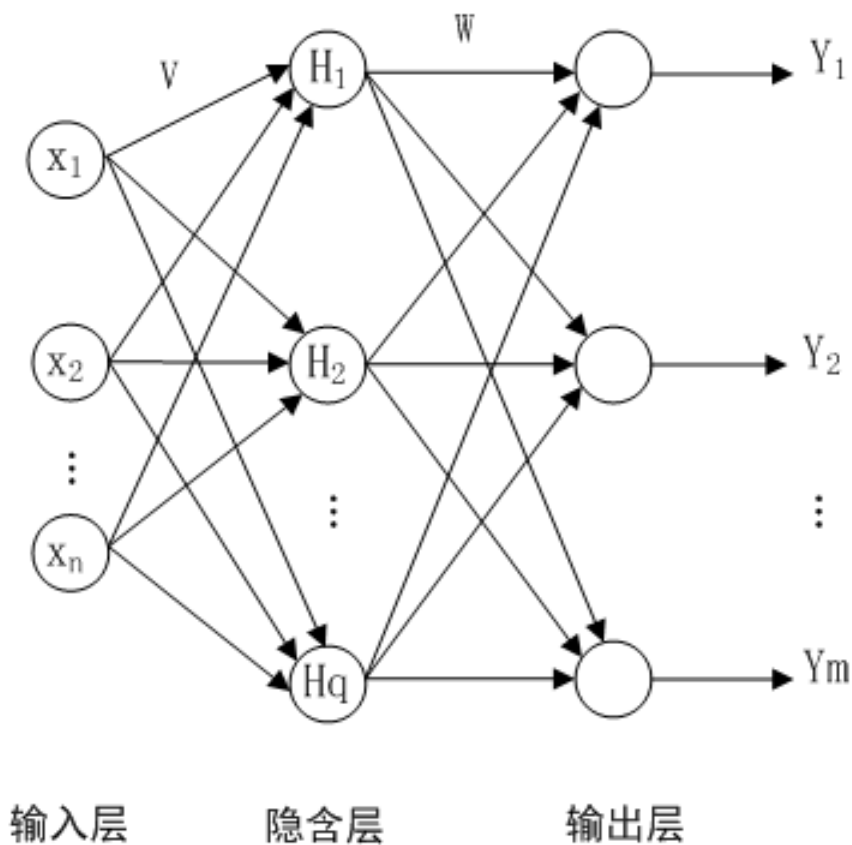 V
W
H₁
Y₁
x₁
x₂
H₂
Y₂
⋮
⋮
⋮
xₙ
Hq
Ym
输入层 隐含层 输出层